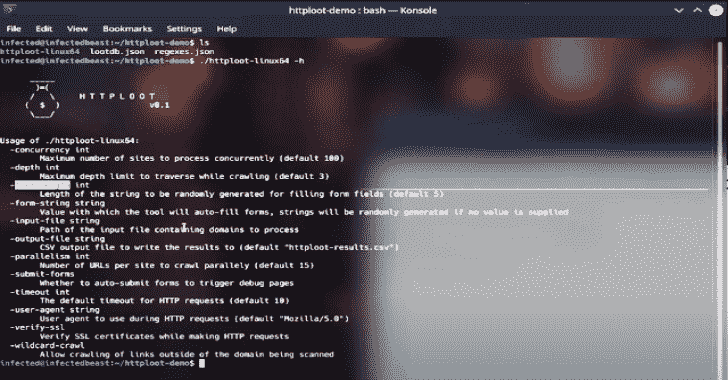 httploot-demo : bash — Konsole
File Edit View Bookmarks Settings Help
infected@infectedbeast:~/httploot-demo$ ls
httploot-linux64 lootdb.json regexes.json
infected@infectedbeast:~/httploot-demo$ ./httploot-linux64 -h
_____
)=(
/ \ H T T P L O O T
( $ ) v0.1
\___/
Usage of ./httploot-linux64:
-concurrency int
Maximum number of sites to process concurrently (default 100)
-depth int
Maximum depth limit to traverse while crawling (default 3)
- int
Length of the string to be randomly generated for filling form fields (default 5)
-form-string string
Value with which the tool will auto-fill forms, strings will be randomly generated if no value is supplied
-input-file string
Path of the input file containing domains to process
-output-file string
CSV output file to write the results to (default "httploot-results.csv")
-parallelism int
Number of URLs per site to crawl parallely (default 15)
-submit-forms
Whether to auto-submit forms to trigger debug pages
-timeout int
The default timeout for HTTP requests (default 10)
-user-agent string
User agent to use during HTTP requests (default "Mozilla/5.0")
-verify-ssl
Verify SSL certificates while making HTTP requests
-wildcard-crawl
Allow crawling of links outside of the domain being scanned
infected@infectedbeast:~/httploot-demo$